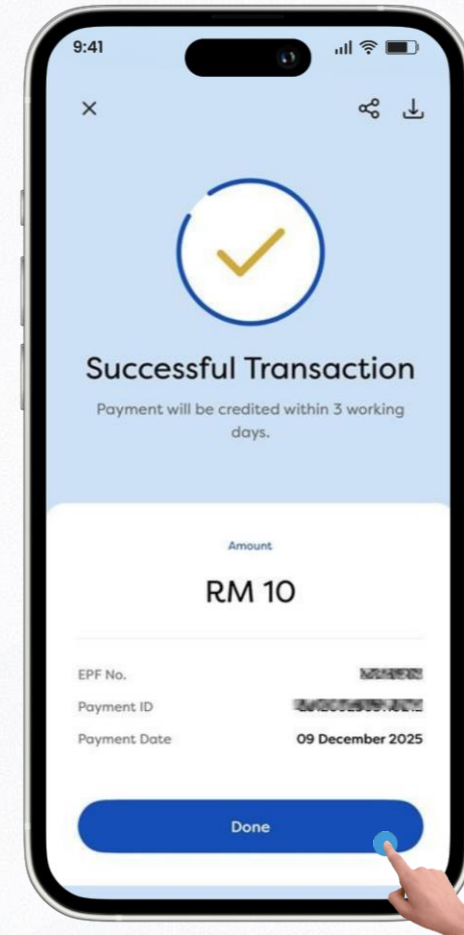 9:41
Successful Transaction
Payment will be credited within 3 working
days.
Amount
RM 10
EPF No.
Payment ID
Payment Date 09 December 2025
Done